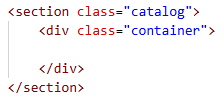 <section class="catalog">
    <div class="container">

    </div>
</section>